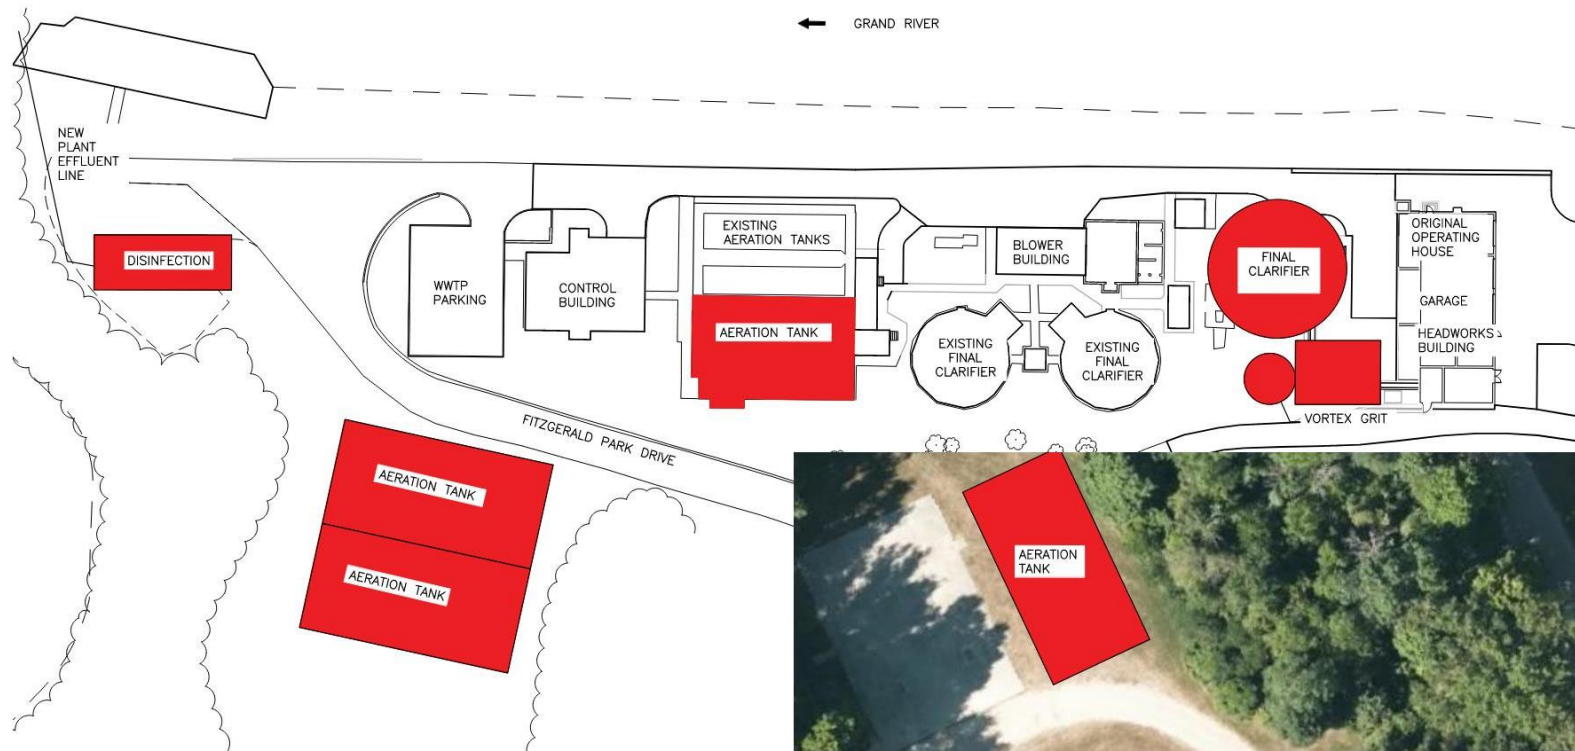 GRAND RIVER
NEW
PLANT
EFFLUENT
LINE
DISINFECTION
WWTP
PARKING
CONTROL
BUILDING
EXISTING
AERATION TANKS
AERATION TANK
BLOWER
BUILDING
EXISTING
FINAL
CLARIFIER
EXISTING
FINAL
CLARIFIER
FINAL
CLARIFIER
ORIGINAL
OPERATING
HOUSE
GARAGE
HEADWORKS
BUILDING
VORTEX GRIT
FITZGERALD PARK DRIVE
AERATION TANK
AERATION TANK
AERATION
TANK